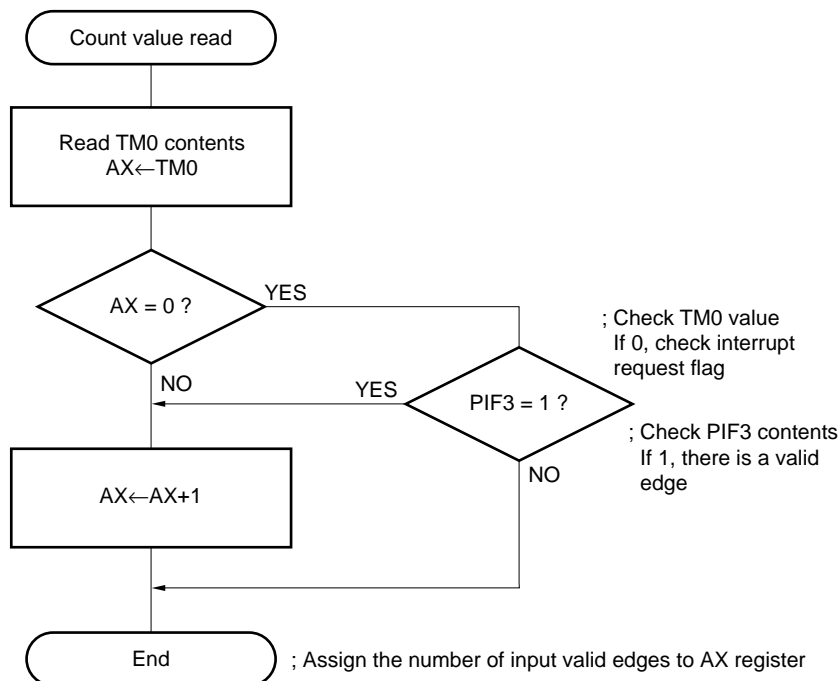 Count value read
Read TM0 contents
AX←TM0
AX = 0 ?
YES
; Check TM0 value
If 0, check interrupt
request flag
NO
YES
PIF3 = 1 ?
; Check PIF3 contents
If 1, there is a valid
edge
NO
AX←AX+1
End
; Assign the number of input valid edges to AX register